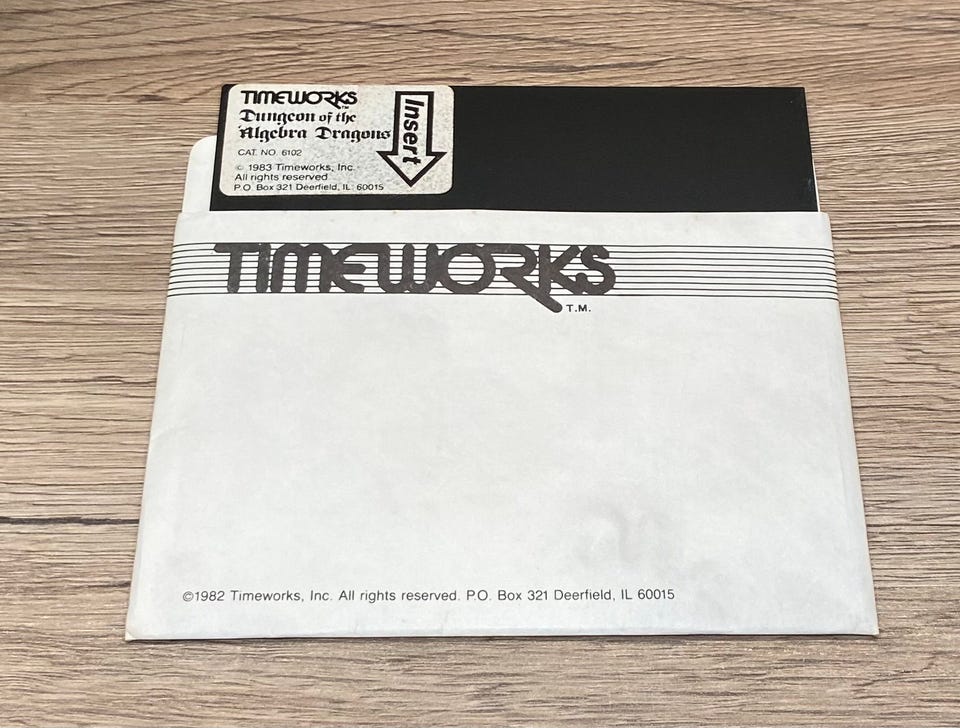 TIMEWORKS
TM
Dungeon of the
Algebra Dragons
CAT. NO. 6102
© 1983 Timeworks, Inc.
All rights reserved
P.O. Box 321 Deerfield, IL. 60015
Insert
TIMEWORKS
T.M.
©1982 Timeworks, Inc. All rights reserved. P.O. Box 321 Deerfield, IL 60015